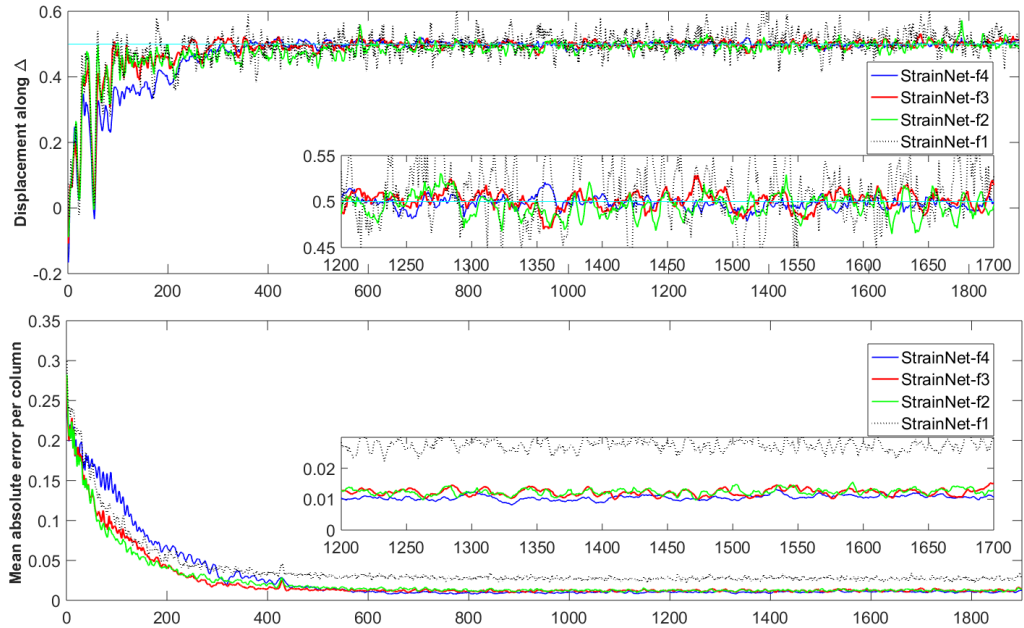 Displacement along Δ
0.6
0.4
0.2
0
-0.2
0 200 400 600 800 1000 1200 1400 1600 1800
StrainNet-f4
StrainNet-f3
StrainNet-f2
StrainNet-f1
0.55
0.5
0.45
1200 1250 1300 1350 1400 1450 1500 1550 1600 1650 1700
Mean absolute error per column
0.35
0.3
0.25
0.2
0.15
0.1
0.05
0
0 200 400 600 800 1000 1200 1400 1600 1800
StrainNet-f4
StrainNet-f3
StrainNet-f2
StrainNet-f1
0.02
0.01
0
1200 1250 1300 1350 1400 1450 1500 1550 1600 1650 1700